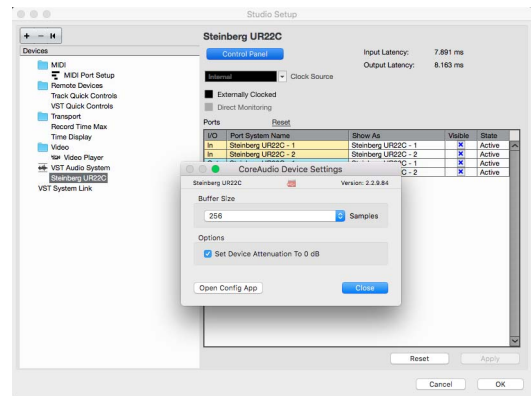 Studio Setup
+ −
Devices
MIDI
MIDI Port Setup
Remote Devices
Track Quick Controls
VST Quick Controls
Transport
Record Time Max
Time Display
Video
Video Player
VST Audio System
Steinberg UR22C
VST System Link
Steinberg UR22C
Control Panel
Input Latency: 7.891 ms
Output Latency: 8.163 ms
Internal Clock Source
Externally Clocked
Direct Monitoring
Ports Reset
I/O Port System Name Show As Visible State
In Steinberg UR22C - 1 Steinberg UR22C - 1 Active
In Steinberg UR22C - 2 Steinberg UR22C - 2 Active
C - 1 Active
C - 2 Active
CoreAudio Device Settings
Steinberg UR22C Version: 2.2.9.84
Buffer Size
256 Samples
Options
Set Device Attenuation To 0 dB
Open Config App Close
Reset Apply
Cancel OK